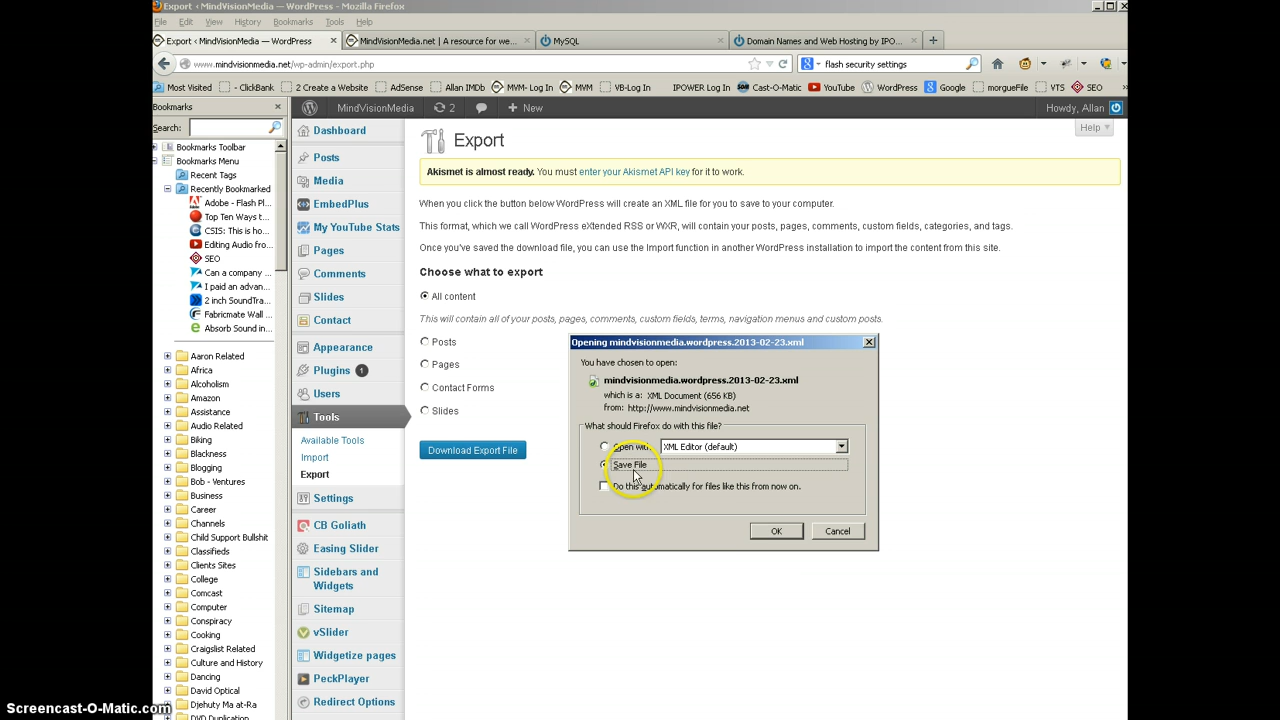 Export ‹ MindVisionMedia — WordPress - Mozilla Firefox
File Edit View History Bookmarks Tools Help
Export ‹ MindVisionMedia — WordPress × MindVisionMedia.net | A resource for we... × MySQL × Domain Names and Web Hosting by IPO... × +
www.mindvisionmedia.net/wp-admin/export.php flash security settings
Most Visited - ClickBank 2 Create a Website AdSense Allan IMDb MVM- Log In MVM VB-Log In IPOWER Log In Cast-O-Matic YouTube WordPress Google morgueFile VTS SEO
Bookmarks ×
MindVisionMedia 2 + New Howdy, Allan
Search:
Bookmarks Toolbar
Bookmarks Menu
Recent Tags
Recently Bookmarked
Adobe - Flash Pl...
Top Ten Ways t...
CSIS: This is ho...
Editing Audio fro...
SEO
Can a company ...
I paid an advan...
2 inch SoundTra...
Fabricmate Wall ...
Absorb Sound in...
Aaron Related
Africa
Alcoholism
Amazon
Assistance
Audio Related
Biking
Blackness
Blogging
Bob - Ventures
Business
Career
Channels
Child Support Bullshit
Classifieds
Clients Sites
College
Comcast
Computer
Conspiracy
Cooking
Craigslist Related
Culture and History
Dancing
David Optical
Djehuty Ma at-Ra
DVD Duplication
Dashboard
Posts
Media
EmbedPlus
My YouTube Stats
Pages
Comments
Slides
Contact
Appearance
Plugins 1
Users
Tools
Available Tools
Import
Export
Settings
CB Goliath
Easing Slider
Sidebars and
Widgets
Sitemap
vSlider
Widgetize pages
PeckPlayer
Redirect Options
Help
Export
Akismet is almost ready. You must enter your Akismet API key for it to work.
When you click the button below WordPress will create an XML file for you to save to your computer.
This format, which we call WordPress eXtended RSS or WXR, will contain your posts, pages, comments, custom fields, categories, and tags.
Once you've saved the download file, you can use the Import function in another WordPress installation to import the content from this site.
Choose what to export
All content
This will contain all of your posts, pages, comments, custom fields, terms, navigation menus and custom posts.
Posts
Pages
Contact Forms
Slides
Download Export File
Opening mindvisionmedia.wordpress.2013-02-23.xml
You have chosen to open:
mindvisionmedia.wordpress.2013-02-23.xml
which is a: XML Document (656 KB)
from: http://www.mindvisionmedia.net
What should Firefox do with this file?
Open with XML Editor (default)
Save File
Do this automatically for files like this from now on.
OK Cancel
Screencast-O-Matic.com